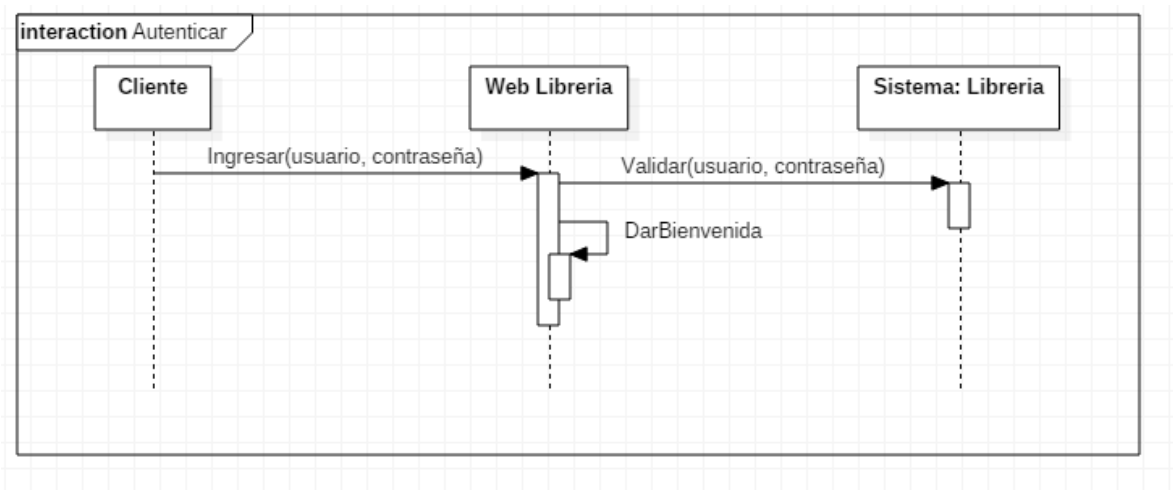 interaction Autenticar
Cliente
Web Libreria
Sistema: Libreria
Ingresar(usuario, contraseña)
Validar(usuario, contraseña)
DarBienvenida